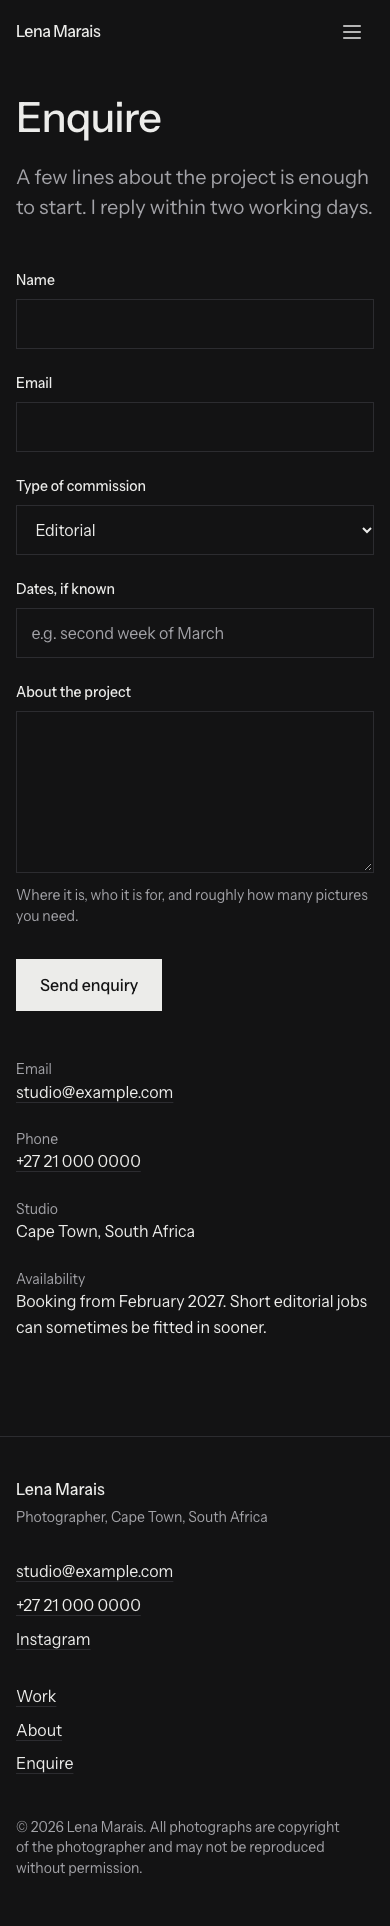 Lena Marais
Enquire
A few lines about the project is enough
to start. I reply within two working days.
Name
Email
Type of commission
Editorial
Dates, if known
e.g. second week of March
About the project
Where it is, who it is for, and roughly how many pictures
you need.
Send enquiry
Email
studio@example.com
Phone
+27 21 000 0000
Studio
Cape Town, South Africa
Availability
Booking from February 2027. Short editorial jobs
can sometimes be fitted in sooner.
Lena Marais
Photographer, Cape Town, South Africa
studio@example.com
+27 21 000 0000
Instagram
Work
About
Enquire
© 2026 Lena Marais. All photographs are copyright
of the photographer and may not be reproduced
without permission.